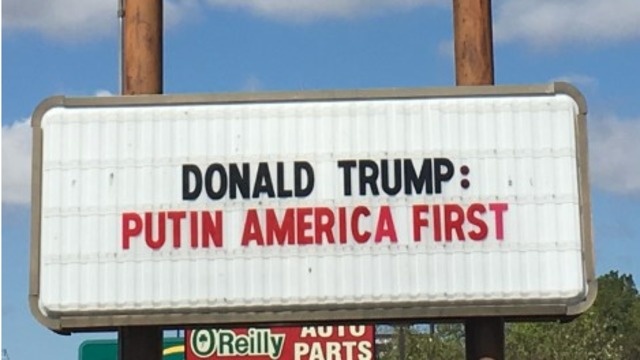 DONALD TRUMP:
PUTIN AMERICA FIRST
O'Reilly AUTO
PARTS